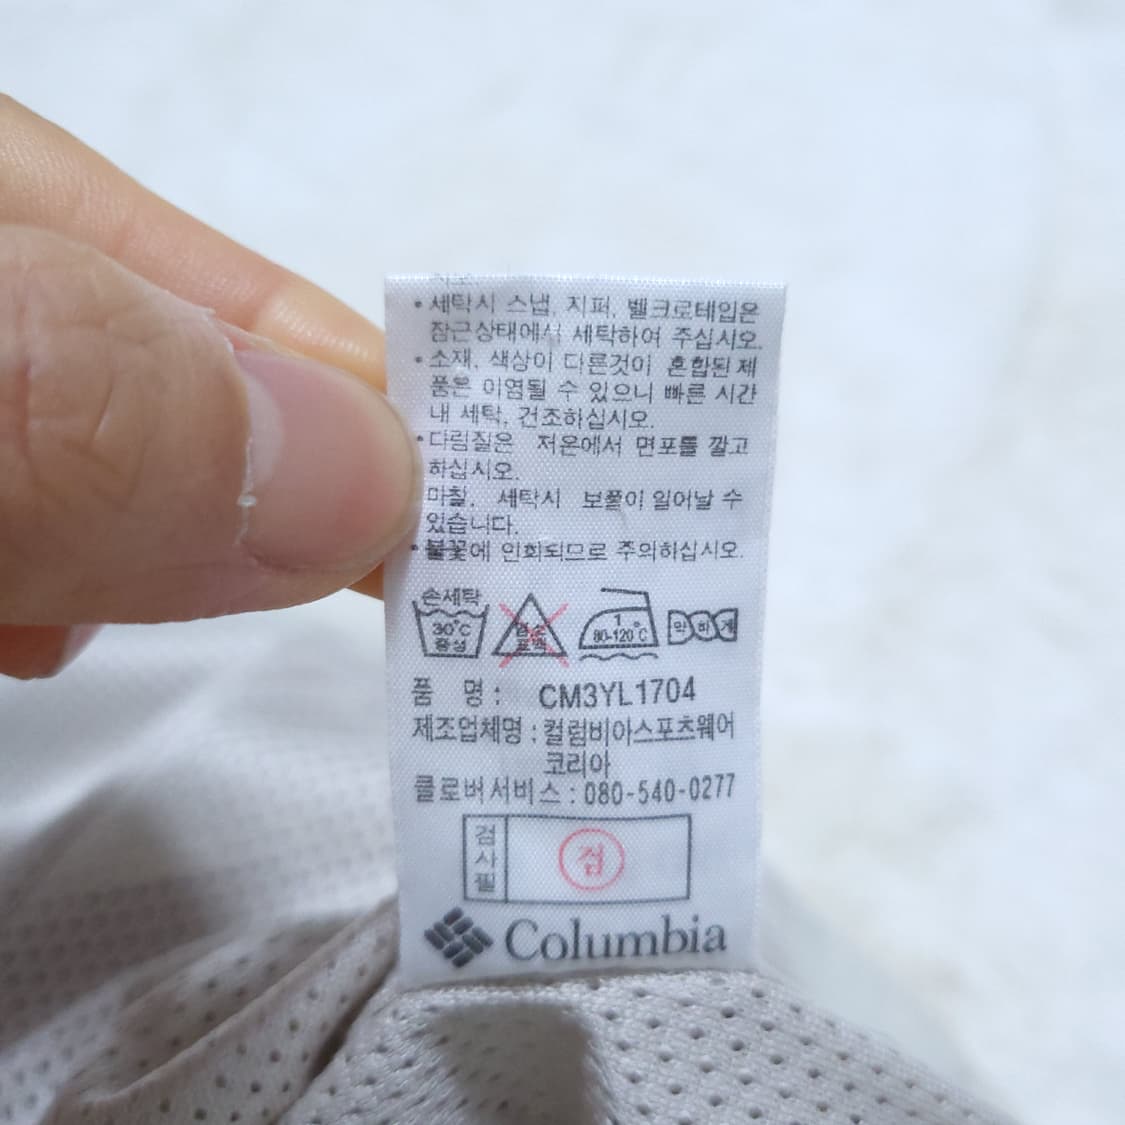 • 세탁시 스냅, 지퍼, 벨크로테입은
잠근상태에서 세탁하여 주십시오.
• 소재, 색상이 다른것이 혼합된 제
품은 이염될 수 있으니 빠른 시간
내 세탁, 건조하십시오.
• 다림질은 저온에서 면포를 깔고
하십시오.
마찰, 세탁시 보풀이 일어날 수
있습니다.
• 불꽃에 인화되므로 주의하십시오.
손세탁
30°C
중성
염소
표백
1
80-120°C
약하게
품 명 : CM3YL1704
제조업체명 : 컬럼비아스포츠웨어
코리아
클로버서비스 : 080-540-0277
검사필
검
Columbia